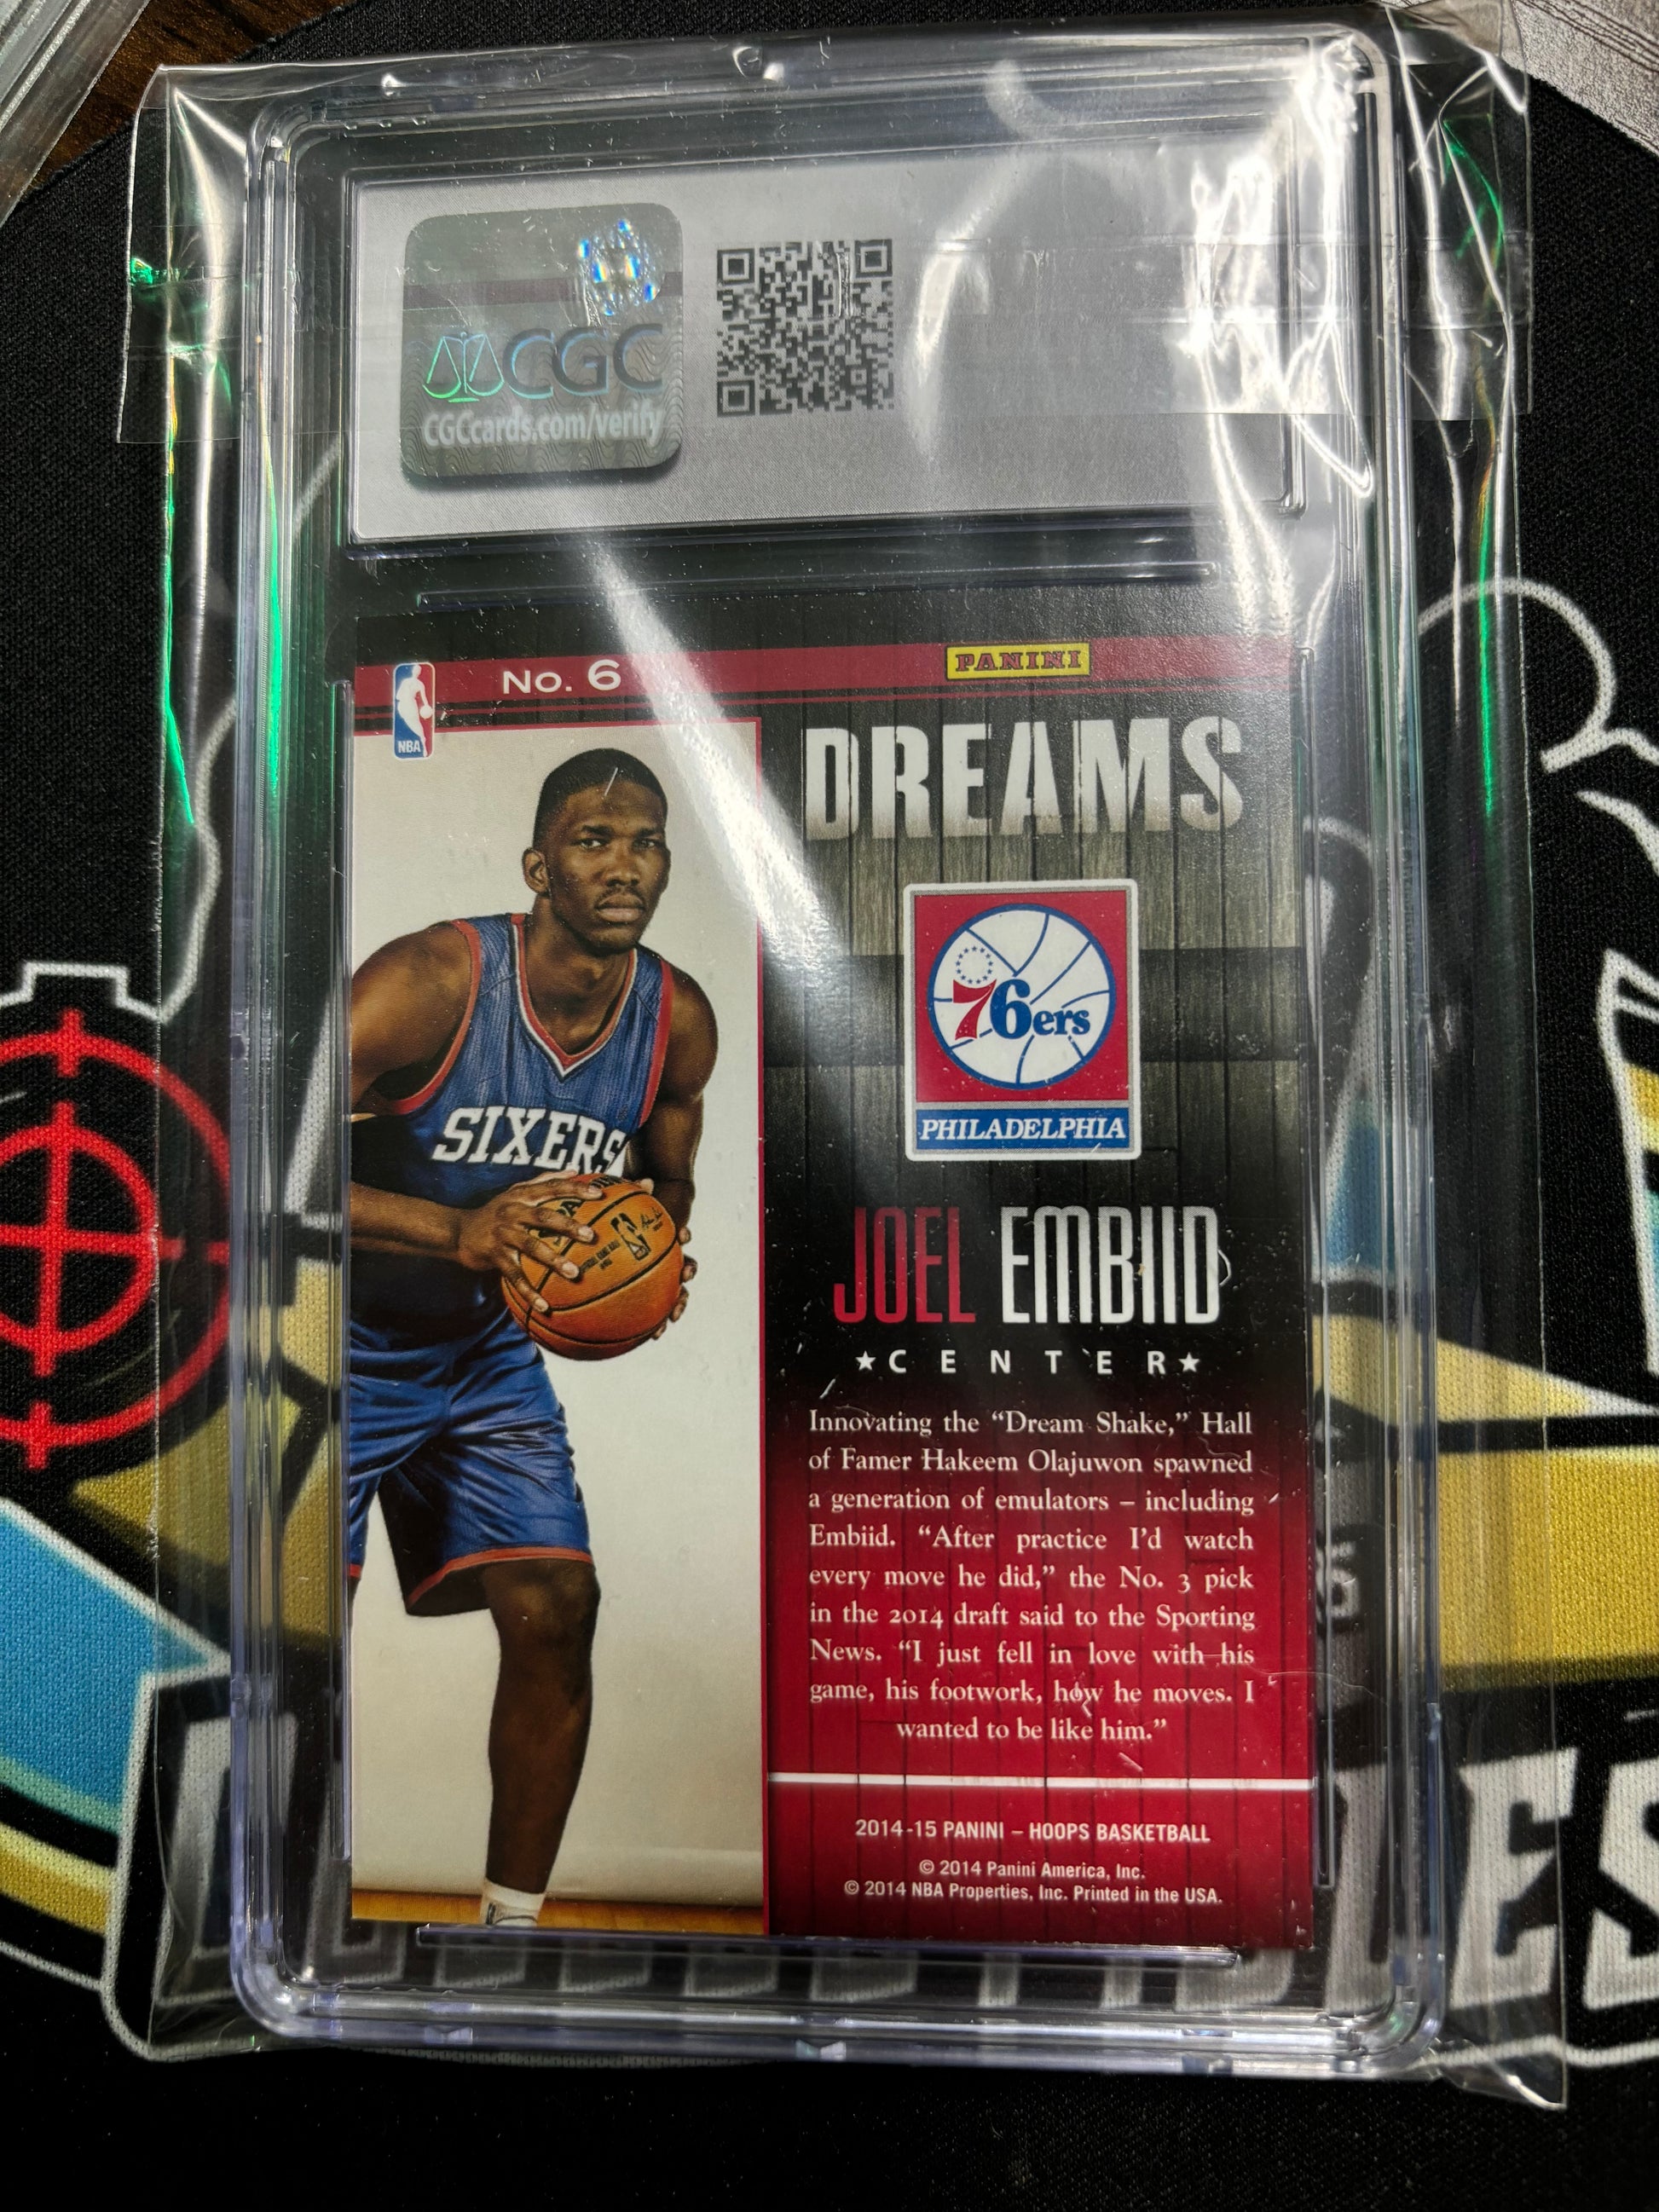 CGC
CGCcards.com/verify
No. 6
PANINI
NBA
DREAMS
76ers
PHILADELPHIA
SIXERS
JOEL EMBIID
★CENTER★
Innovating the “Dream Shake,” Hall
of Famer Hakeem Olajuwon spawned
a generation of emulators – including
Embiid. “After practice I’d watch
every move he did,” the No. 3 pick
in the 2014 draft said to the Sporting
News. “I just fell in love with his
game, his footwork, how he moves. I
wanted to be like him.”
2014-15 PANINI – HOOPS BASKETBALL
© 2014 Panini America, Inc.
© 2014 NBA Properties, Inc. Printed in the USA.